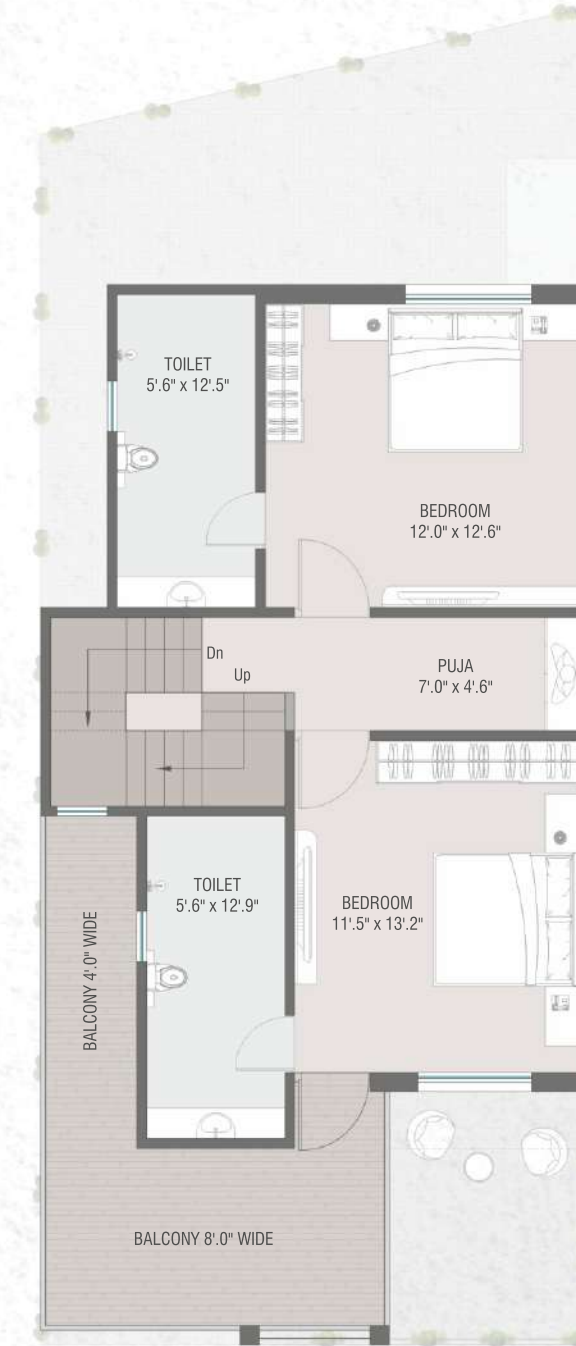 TOILET
5'.6" x 12'.5"
BEDROOM
12'.0" x 12'.6"
Dn
Up
PUJA
7'.0" x 4'.6"
TOILET
5'.6" x 12'.9"
BEDROOM
11'.5" x 13'.2"
BALCONY 4'.0" WIDE
BALCONY 8'.0" WIDE